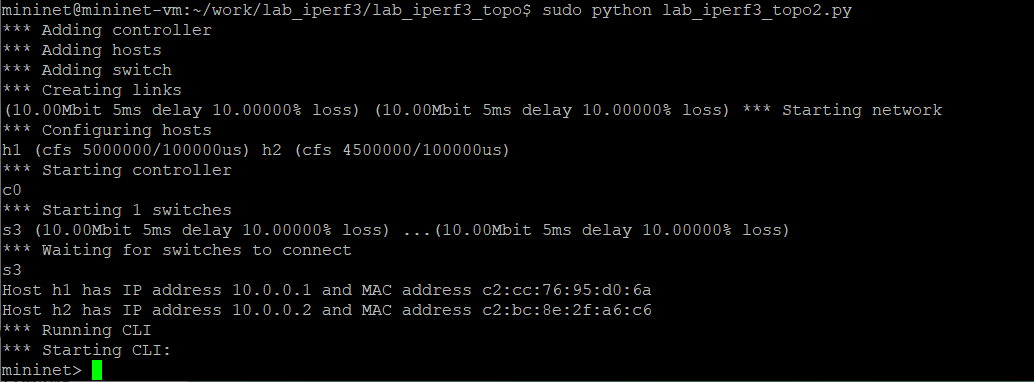 mininet@mininet-vm:~/work/lab_iperf3/lab_iperf3_topo$ sudo python lab_iperf3_topo2.py
*** Adding controller
*** Adding hosts
*** Adding switch
*** Creating links
(10.00Mbit 5ms delay 10.00000% loss) (10.00Mbit 5ms delay 10.00000% loss) *** Starting network
*** Configuring hosts
h1 (cfs 5000000/100000us) h2 (cfs 4500000/100000us)
*** Starting controller
c0
*** Starting 1 switches
s3 (10.00Mbit 5ms delay 10.00000% loss) ...(10.00Mbit 5ms delay 10.00000% loss)
*** Waiting for switches to connect
s3
Host h1 has IP address 10.0.0.1 and MAC address c2:cc:76:95:d0:6a
Host h2 has IP address 10.0.0.2 and MAC address c2:bc:8e:2f:a6:c6
*** Running CLI
*** Starting CLI:
mininet>